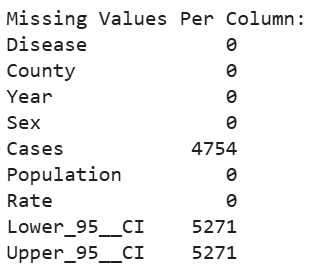 Missing Values Per Column:
Disease 0
County 0
Year 0
Sex 0
Cases 4754
Population 0
Rate 0
Lower_95__CI 5271
Upper_95__CI 5271